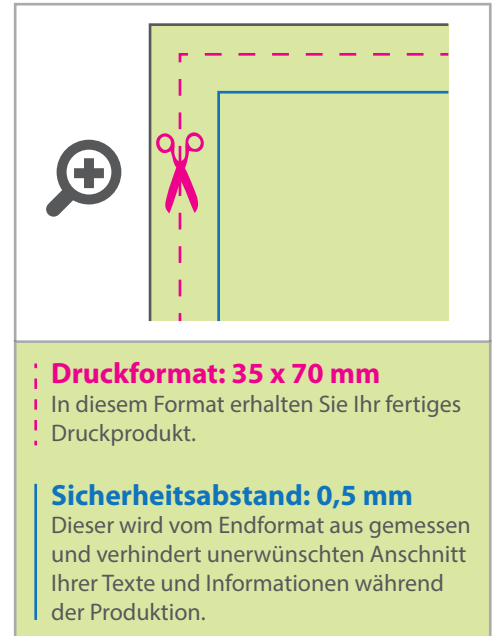 Druckformat: 35 x 70 mm
In diesem Format erhalten Sie Ihr fertiges
Druckprodukt.
Sicherheitsabstand: 0,5 mm
Dieser wird vom Endformat aus gemessen
und verhindert unerwünschten Anschnitt
Ihrer Texte und Informationen während
der Produktion.